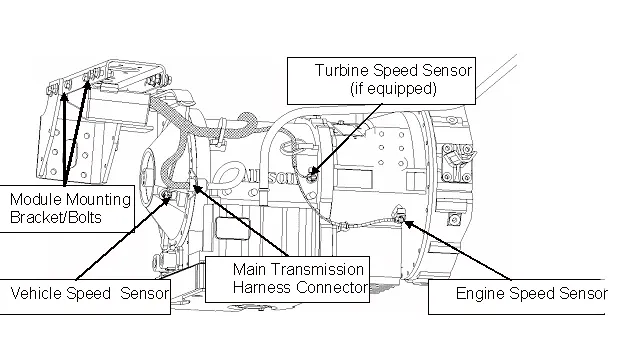 Turbine Speed Sensor
(if equipped)
Allison
Module Mounting
Bracket/Bolts
Main Transmission
Harness Connector
Vehicle Speed Sensor
Engine Speed Sensor